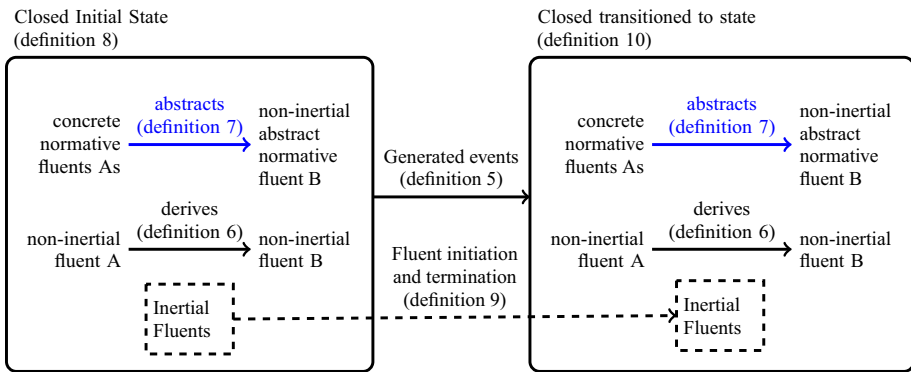 Closed Initial State
(definition 8)
concrete
normative
fluents As
abstracts
(definition 7)
non-inertial
abstract
normative
fluent B
non-inertial
fluent A
derives
(definition 6)
non-inertial
fluent B
Inertial
Fluents
Generated events
(definition 5)
Fluent initiation
and termination
(definition 9)
Closed transitioned to state
(definition 10)
concrete
normative
fluents As
abstracts
(definition 7)
non-inertial
abstract
normative
fluent B
non-inertial
fluent A
derives
(definition 6)
non-inertial
fluent B
Inertial
Fluents